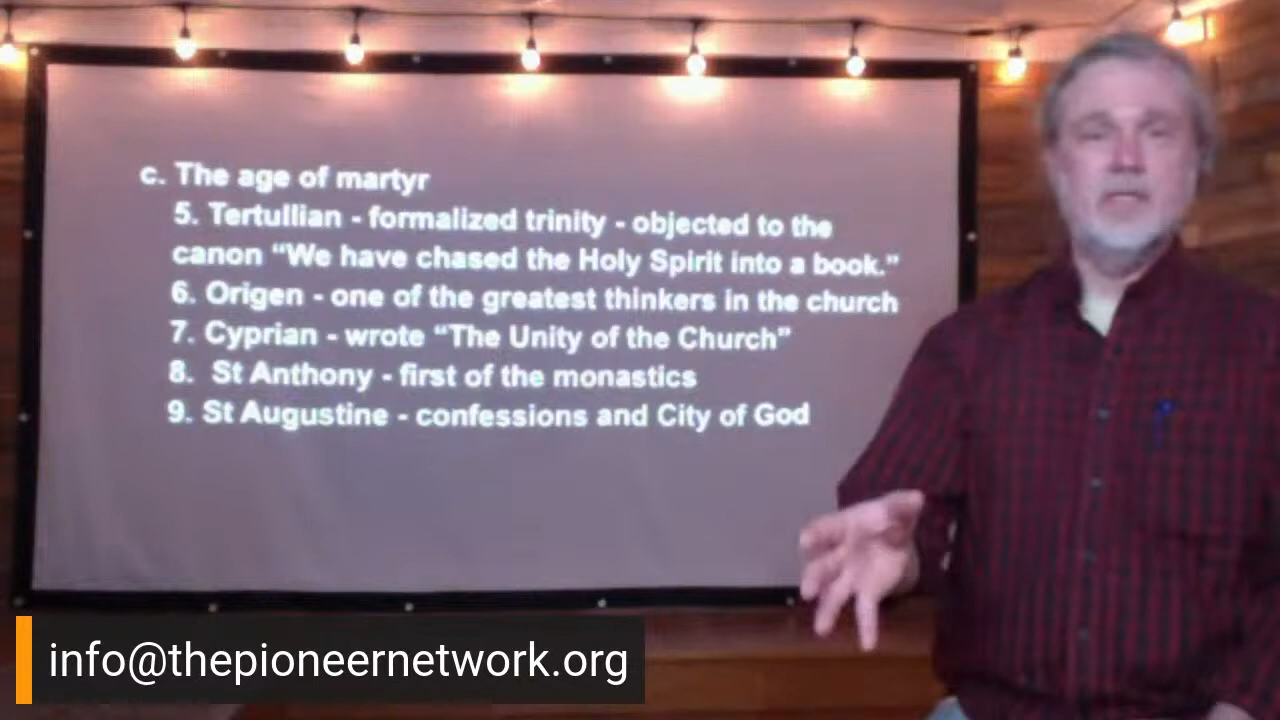 c. The age of martyr
5. Tertullian - formalized trinity - objected to the
canon “We have chased the Holy Spirit into a book.”
6. Origen - one of the greatest thinkers in the church
7. Cyprian - wrote “The Unity of the Church”
8.  St Anthony - first of the monastics
9. St Augustine - confessions and City of God
info@thepioneernetwork.org